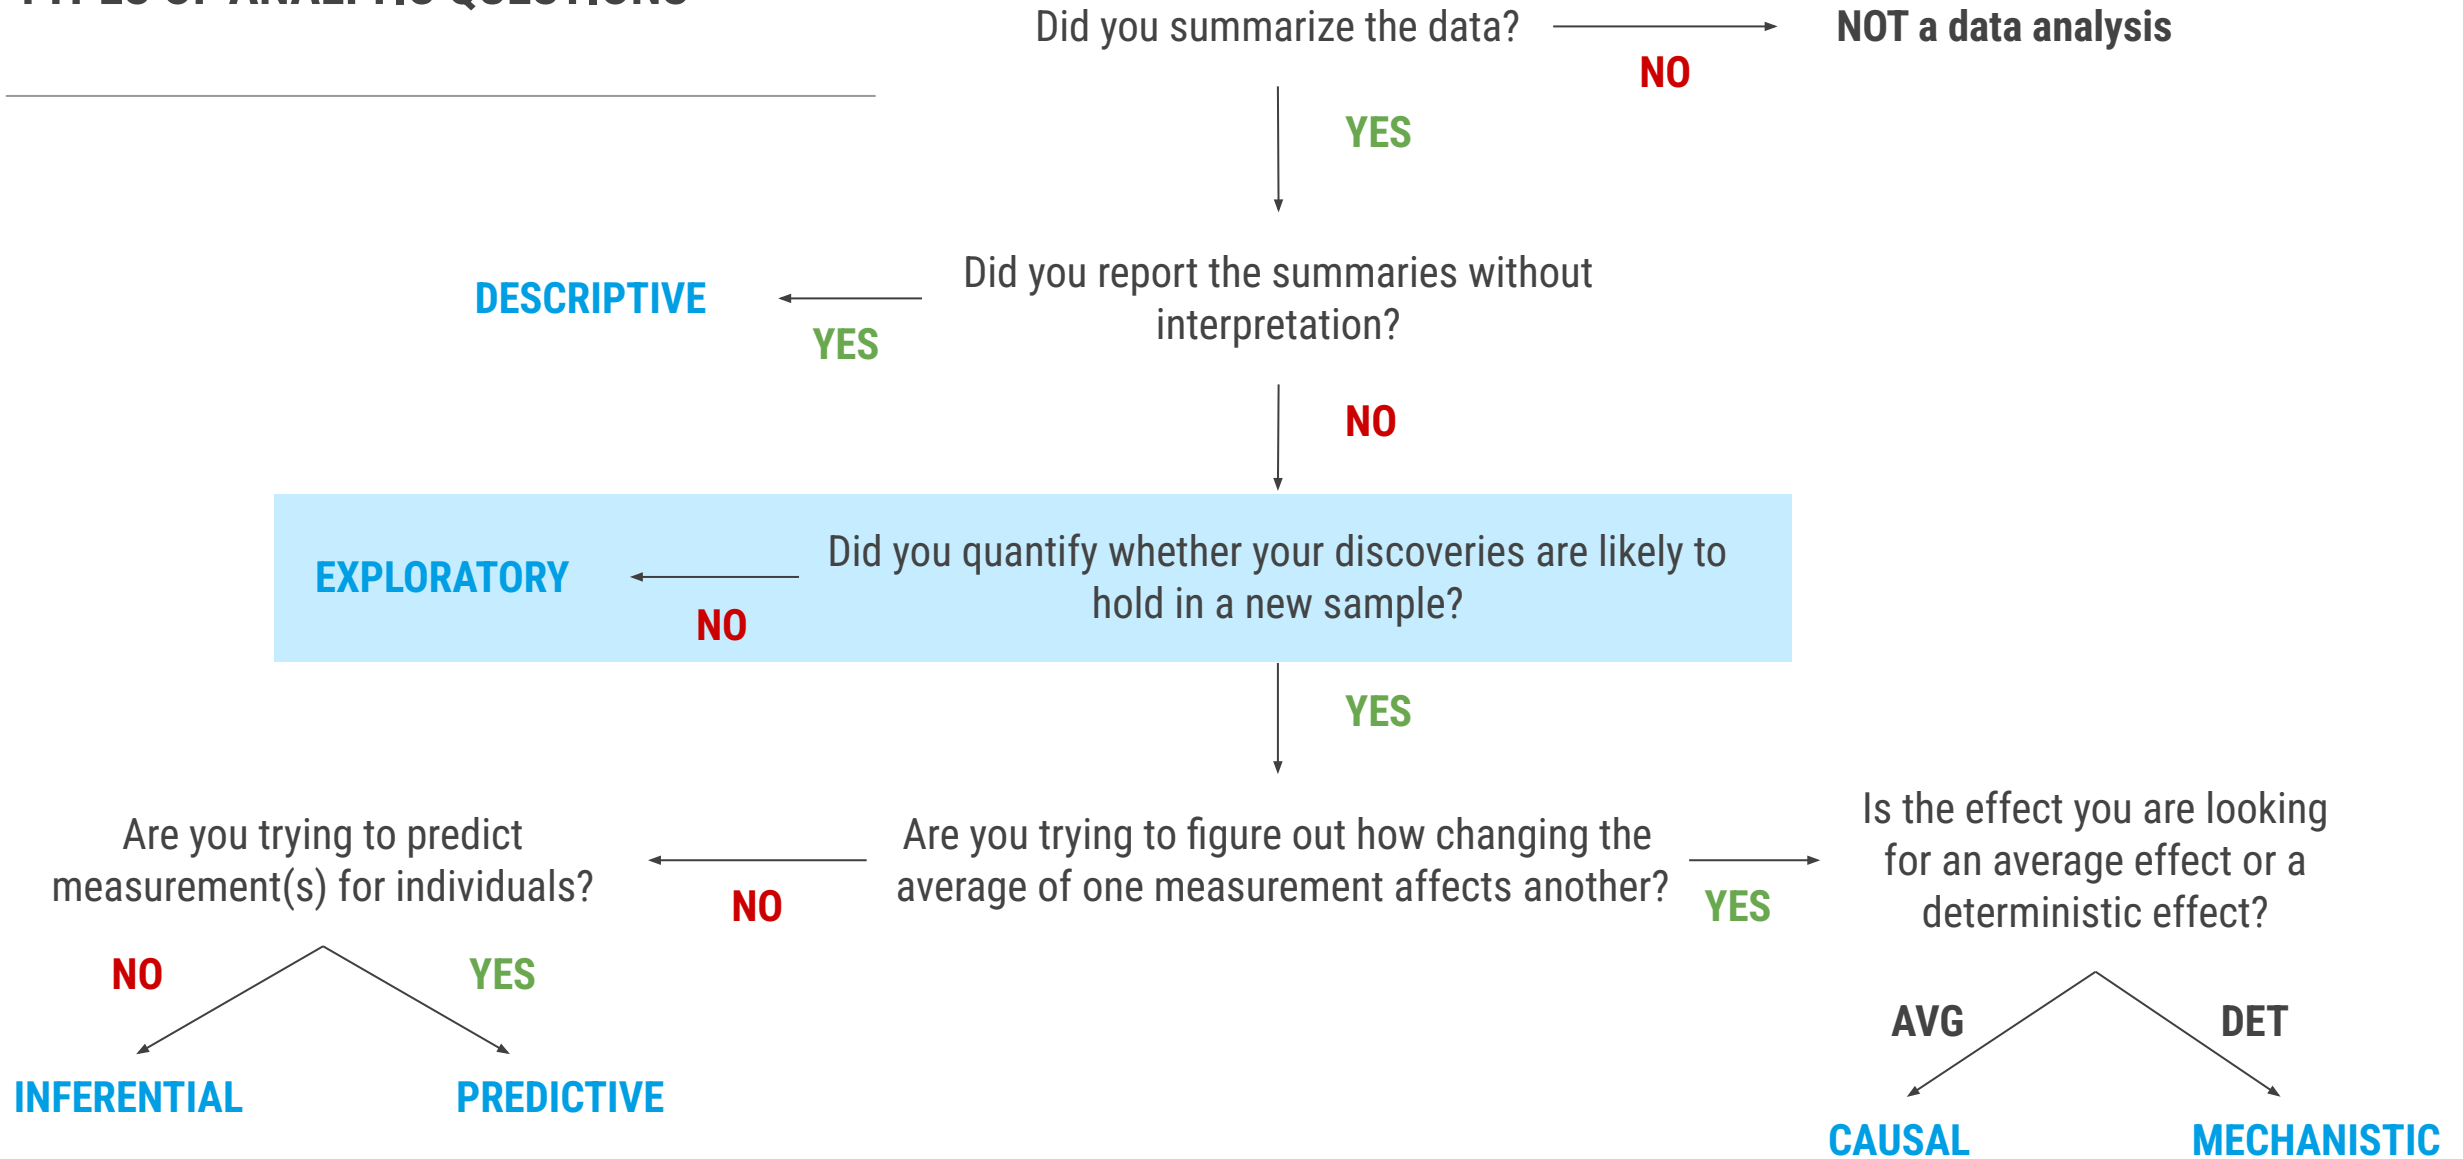 TYPES OF ANALYTIC QUESTIONS
Did you summarize the data?
NOT a data analysis
NO
YES
Did you report the summaries without
interpretation?
DESCRIPTIVE
YES
NO
Did you quantify whether your discoveries are likely to
hold in a new sample?
EXPLORATORY
NO
YES
Are you trying to predict
measurement(s) for individuals?
Are you trying to figure out how changing the
average of one measurement affects another?
Is the effect you are looking
for an average effect or a
deterministic effect?
NO
YES
NO
YES
AVG
DET
INFERENTIAL
PREDICTIVE
CAUSAL
MECHANISTIC